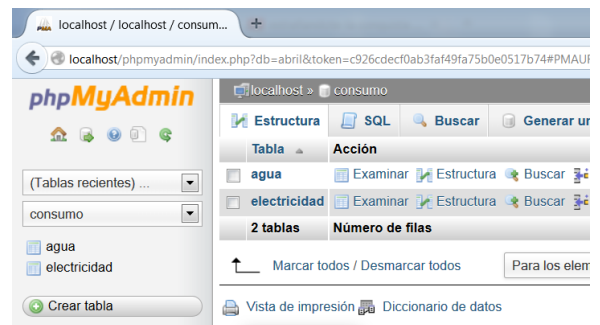 localhost / localhost / consum...
localhost/phpmyadmin/index.php?db=abril&token=c926cdecf0ab3faf49fa75b0e0517b74#PMAUR
phpMyAdmin
(Tablas recientes) ...
consumo
agua
electricidad
Crear tabla
localhost » consumo
Estructura SQL Buscar Generar un
Tabla Acción
agua Examinar Estructura Buscar
electricidad Examinar Estructura Buscar
2 tablas Número de filas
Marcar todos / Desmarcar todos Para los elem
Vista de impresión Diccionario de datos